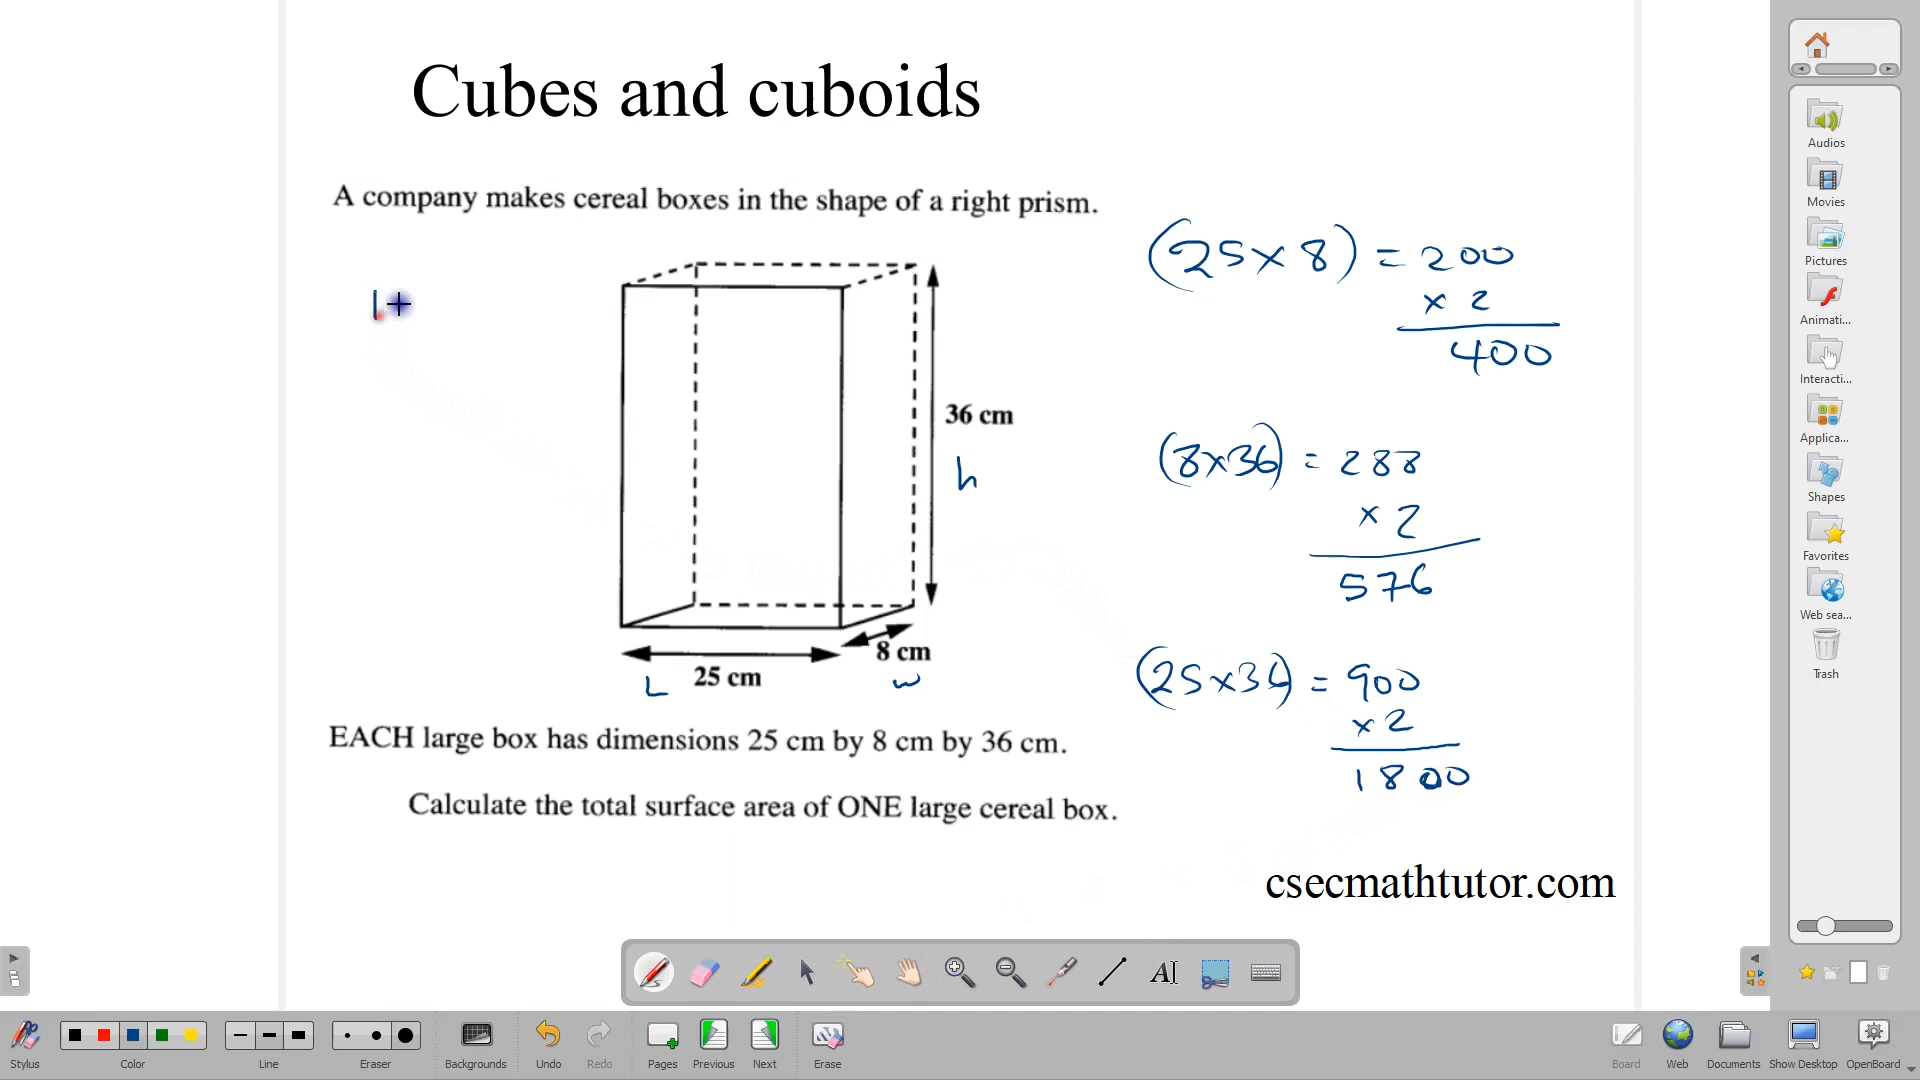 Cubes and cuboids
A company makes cereal boxes in the shape of a right prism.
(25 x 8) = 200
x 2
400
36 cm
h
(8x36) = 288
x 2
576
8 cm
w
25 cm
L
(25x36) = 900
x 2
1800
EACH large box has dimensions 25 cm by 8 cm by 36 cm.
Calculate the total surface area of ONE large cereal box.
csecmathtutor.com
Audios
Movies
Pictures
Animati...
Interacti...
Applica...
Shapes
Favorites
Web sea...
Trash
Stylus
Color
Line
Eraser
Backgrounds
Undo
Redo
Pages
Previous
Next
Erase
Board
Web
Documents
Show Desktop
OpenBoard